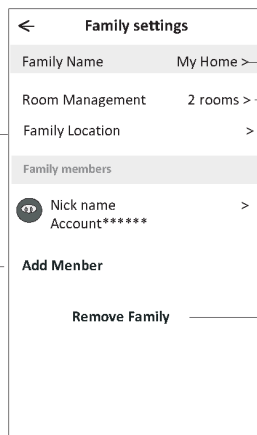 ← Family settings
Family Name My Home >
Room Management 2 rooms >
Family Location >
Family members
Nick name >
Account******
Add Menber
Remove Family